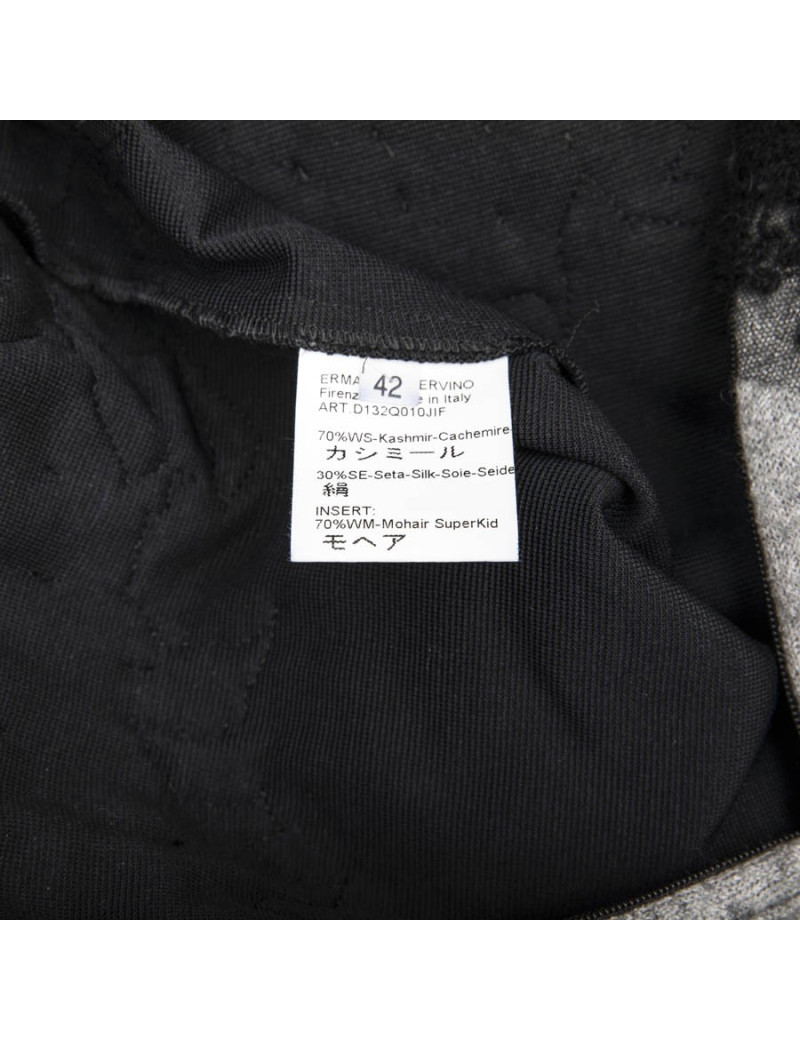 ERMA 42 ERVINO
Firenz e in Italy
ART.D132Q010JIF
70%WS-Kashmir-Cachemire-
カシミール
30%SE-Seta-Silk-Soie-Seide
絹
INSERT:
70%WM-Mohair SuperKid
モヘア